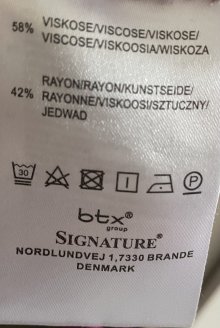 58% VISKOSE/VISCOSE/VISKOSE/
VISCOSE/VISKOOSIA/WISKOZA
42% RAYON/RAYON/KUNSTSEIDE/
RAYONNE/VISKOOSI/SZTUCZNY/
JEDWAD
30
P
btx®
group
SIGNATURE®
NORDLUNDVEJ 1,7330 BRANDE
DENMARK